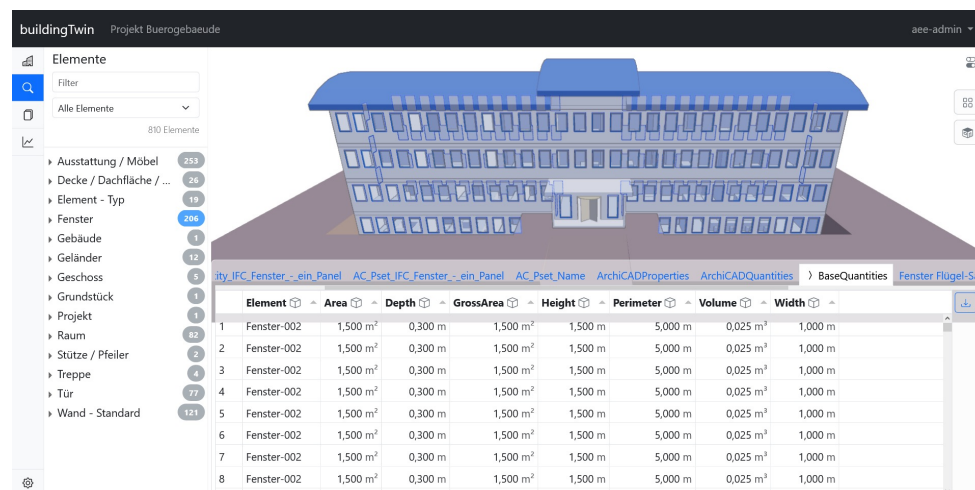 buildingTwin Projekt Buerogebaeude aee-admin
Elemente
Filter
Alle Elemente
810 Elemente
Ausstattung / Möbel 253
Decke / Dachfläche / ... 26
Element - Typ 19
Fenster 206
Gebäude 1
Geländer 12
Geschoss 5
Grundstück 1
Projekt 1
Raum 82
Stütze / Pfeiler 2
Treppe 4
Tür 77
Wand - Standard 121
city_IFC_Fenster_-_ein_Panel AC_Pset_IFC_Fenster_-_ein_Panel AC_Pset_Name ArchiCADProperties ArchiCADQuantities BaseQuantities Fenster Flügel-Sa
Element Area Depth GrossArea Height Perimeter Volume Width
1 Fenster-002 1,500 m² 0,300 m 1,500 m² 1,500 m 5,000 m 0,025 m³ 1,000 m
2 Fenster-002 1,500 m² 0,300 m 1,500 m² 1,500 m 5,000 m 0,025 m³ 1,000 m
3 Fenster-002 1,500 m² 0,300 m 1,500 m² 1,500 m 5,000 m 0,025 m³ 1,000 m
4 Fenster-002 1,500 m² 0,300 m 1,500 m² 1,500 m 5,000 m 0,025 m³ 1,000 m
5 Fenster-002 1,500 m² 0,300 m 1,500 m² 1,500 m 5,000 m 0,025 m³ 1,000 m
6 Fenster-002 1,500 m² 0,300 m 1,500 m² 1,500 m 5,000 m 0,025 m³ 1,000 m
7 Fenster-002 1,500 m² 0,300 m 1,500 m² 1,500 m 5,000 m 0,025 m³ 1,000 m
8 Fenster-002 1,500 m² 0,300 m 1,500 m² 1,500 m 5,000 m 0,025 m³ 1,000 m